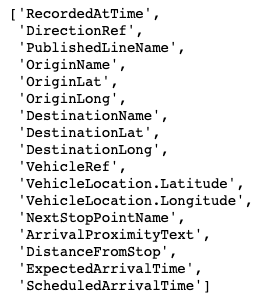 ['RecordedAtTime',
'DirectionRef',
'PublishedLineName',
'OriginName',
'OriginLat',
'OriginLong',
'DestinationName',
'DestinationLat',
'DestinationLong',
'VehicleRef',
'VehicleLocation.Latitude',
'VehicleLocation.Longitude',
'NextStopPointName',
'ArrivalProximityText',
'DistanceFromStop',
'ExpectedArrivalTime',
'ScheduledArrivalTime']